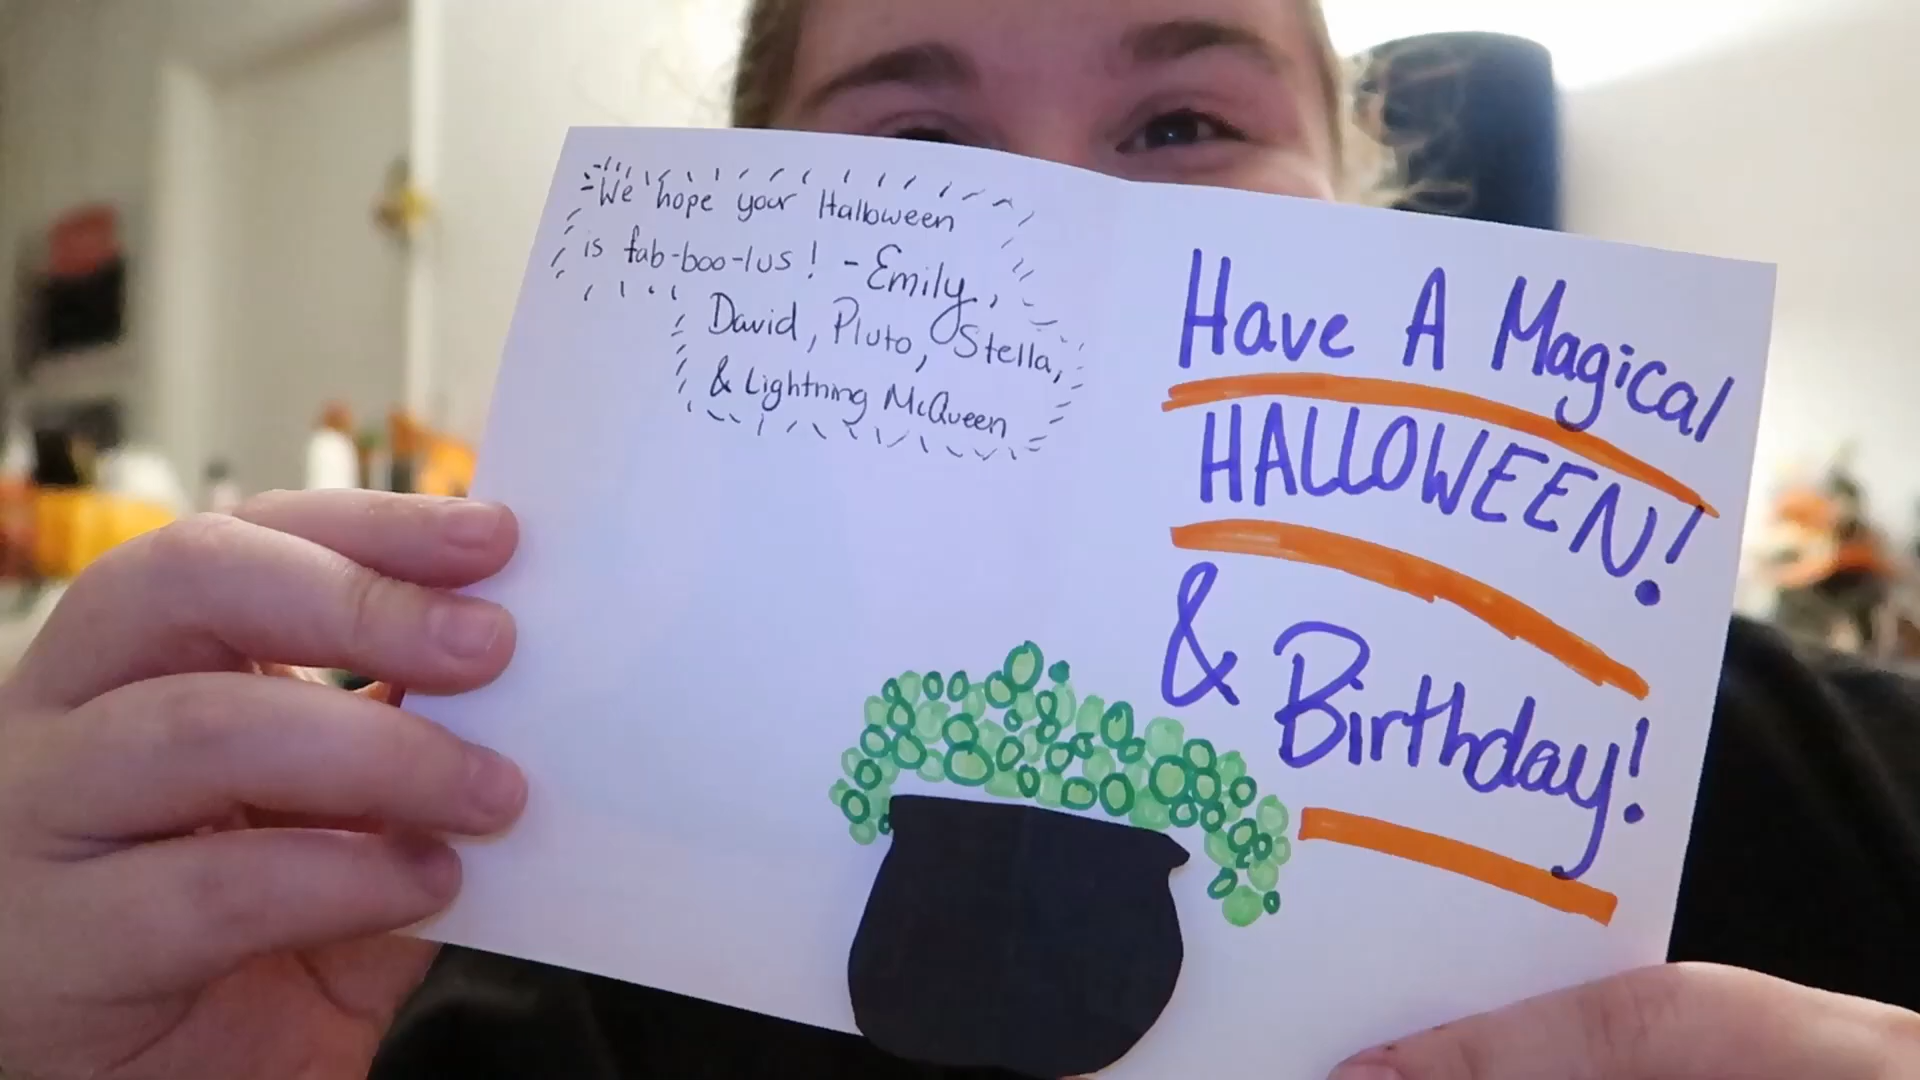 We hope your Halloween
is fab-boo-lus! - Emily,
David, Pluto, Stella,
& Lightning McQueen
Have A Magical
HALLOWEEN!
& Birthday!